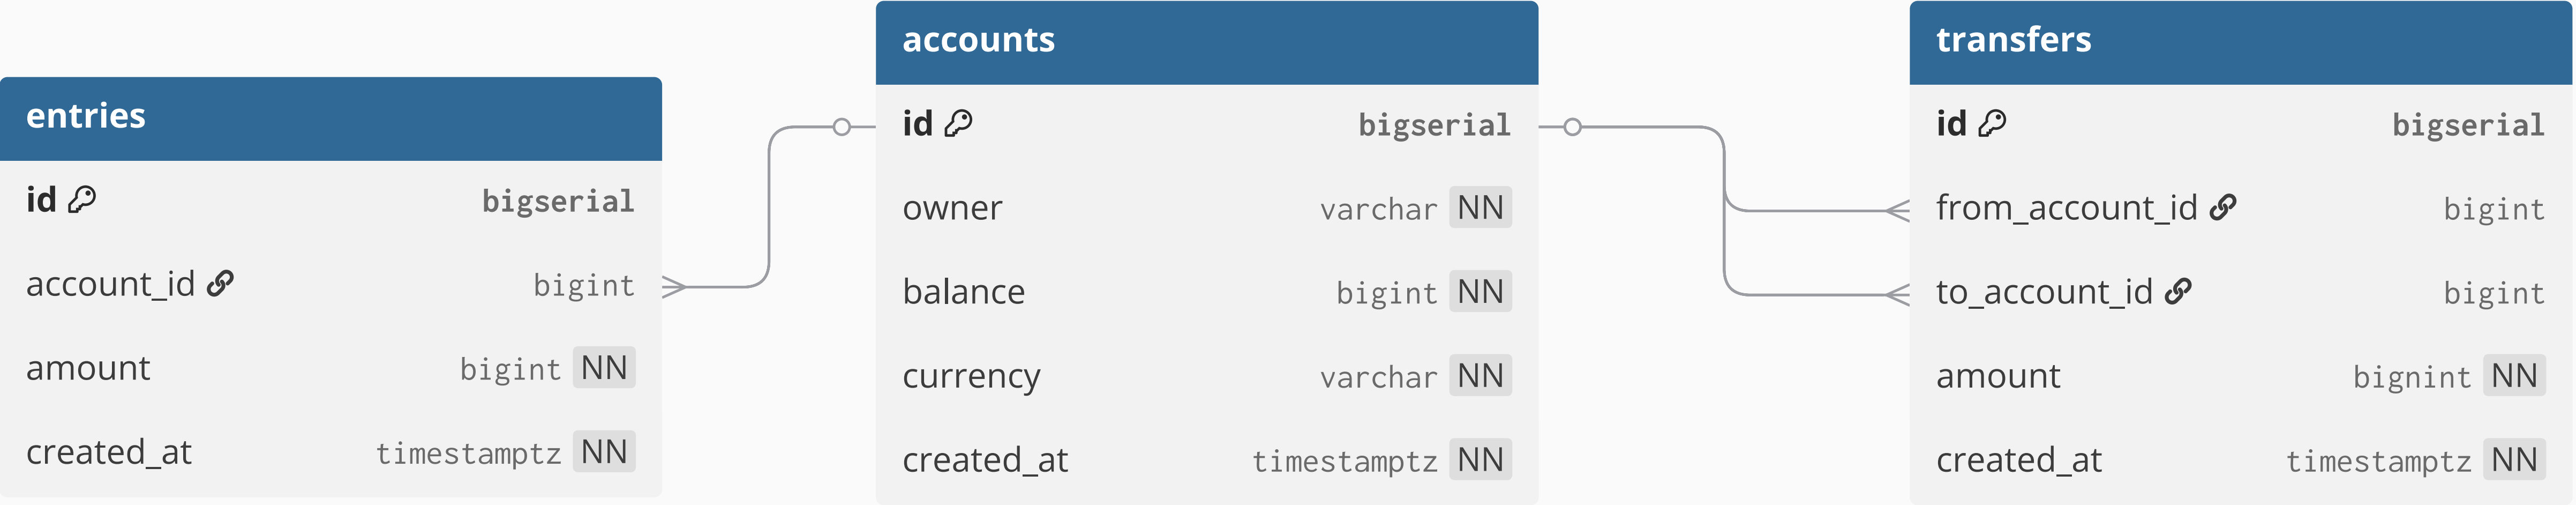 entries
id bigserial
account_id bigint
amount bigint NN
created_at timestamptz NN
accounts
id bigserial
owner varchar NN
balance bigint NN
currency varchar NN
created_at timestamptz NN
transfers
id bigserial
from_account_id bigint
to_account_id bigint
amount bignint NN
created_at timestamptz NN